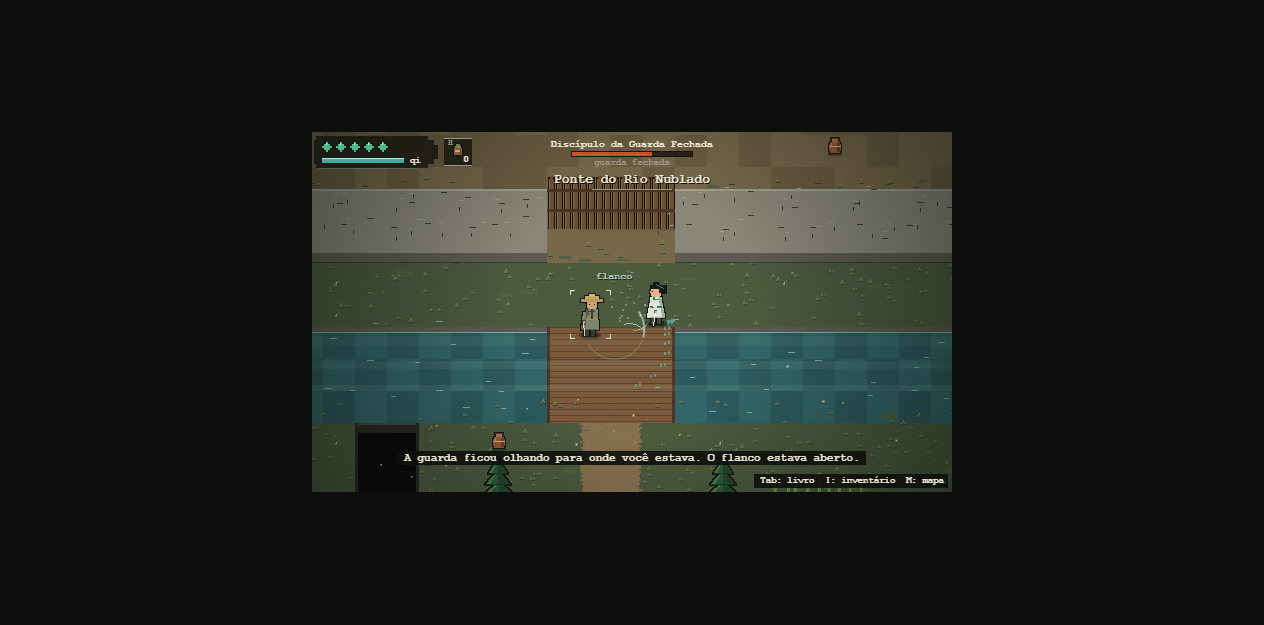 qi
H
0
Discípulo da Guarda Fechada
guarda fechada
Ponte do Rio Nublado
flanco
A guarda ficou olhando para onde você estava. O flanco estava aberto.
Tab: livro I: inventário M: mapa